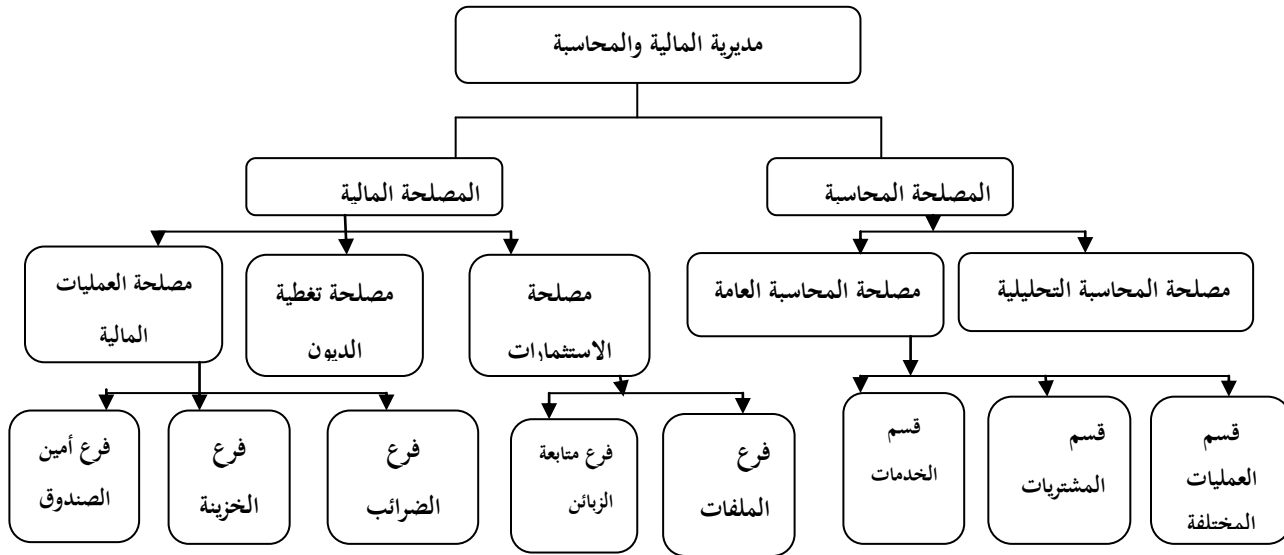 مديرية المالية والمحاسبة
المصلحة المحاسبة
المصلحة المالية
مصلحة المحاسبة التحليلية
مصلحة المحاسبة العامة
مصلحة
الاستثمارات
مصلحة تغطية
الديون
مصلحة العمليات
المالية
قسم
العمليات
المختلفة
قسم
المشتريات
قسم
الخدمات
فرع
الملفات
فرع متابعة
الزبائن
فرع
الضرائب
فرع
الخزينة
فرع أمين
الصندوق